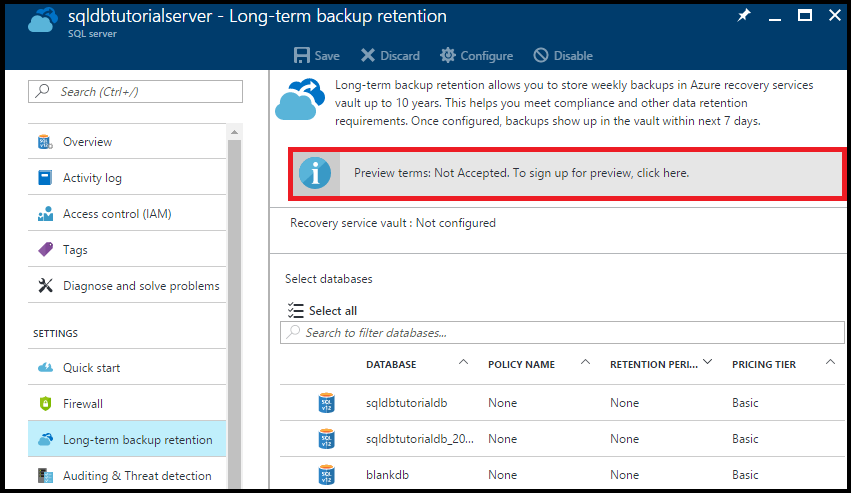 sqldbtutorialserver - Long-term backup retention
SQL server
Save Discard Configure Disable
Search (Ctrl+/)
Overview
Activity log
Access control (IAM)
Tags
Diagnose and solve problems
SETTINGS
Quick start
Firewall
Long-term backup retention
Auditing & Threat detection
Long-term backup retention allows you to store weekly backups in Azure recovery services
vault up to 10 years. This helps you meet compliance and other data retention
requirements. Once configured, backups show up in the vault within next 7 days.
Preview terms: Not Accepted. To sign up for preview, click here.
Recovery service vault : Not configured
Select databases
Select all
Search to filter databases...
DATABASE POLICY NAME RETENTION PERI... PRICING TIER
SQL v12 sqldbtutorialdb None None Basic
SQL v12 sqldbtutorialdb_20... None None Basic
SQL v12 blankdb None None Basic